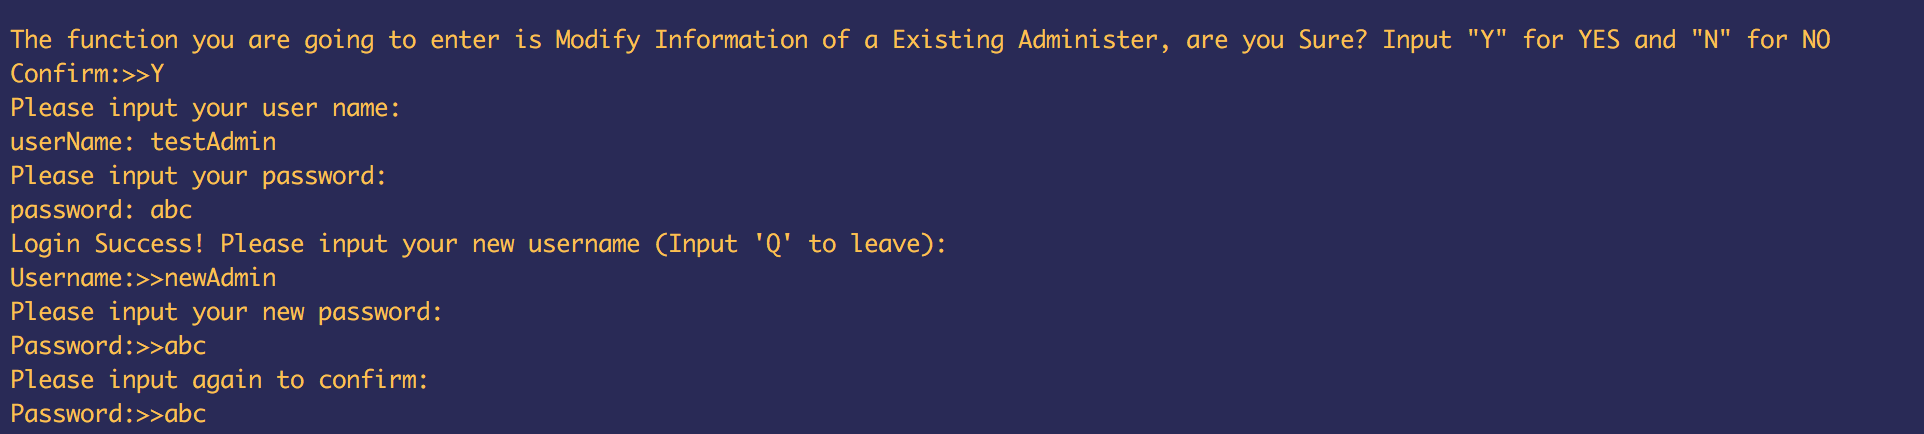 The function you are going to enter is Modify Information of a Existing Administer, are you Sure? Input "Y" for YES and "N" for NO
Confirm:>>Y
Please input your user name:
userName: testAdmin
Please input your password:
password: abc
Login Success! Please input your new username (Input 'Q' to leave):
Username:>>newAdmin
Please input your new password:
Password:>>abc
Please input again to confirm:
Password:>>abc